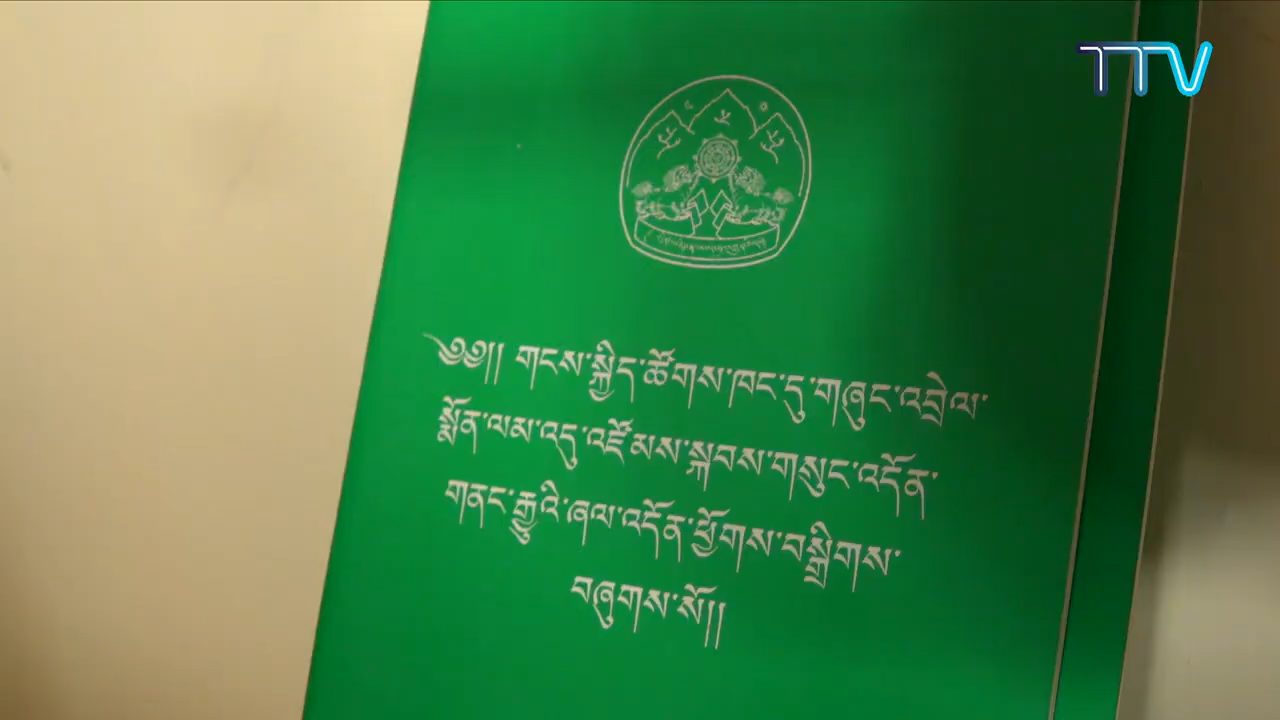 TTV
༄༅།། གངས་སྐྱིད་ཚོགས་ཁང་དུ་གཞུང་འབྲེལ་
སྨོན་ལམ་འདུ་འཛོམས་སྐབས་གསུང་འདོན་
གནང་རྒྱུའི་ཞལ་འདོན་ཕྱོགས་བསྒྲིགས་
བཞུགས་སོ།།